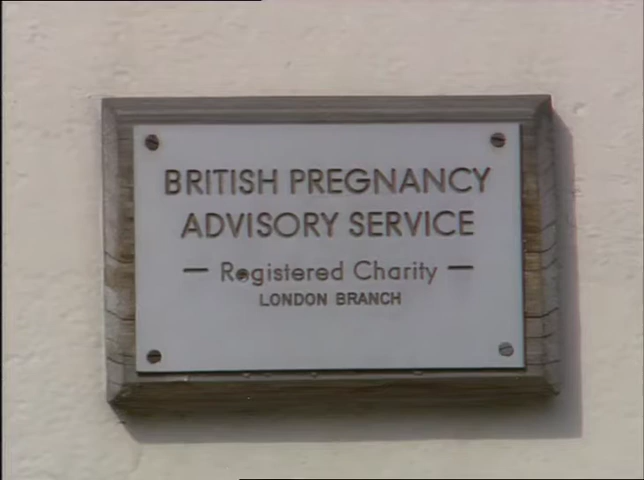 BRITISH PREGNANCY
ADVISORY SERVICE
— Registered Charity —
LONDON BRANCH